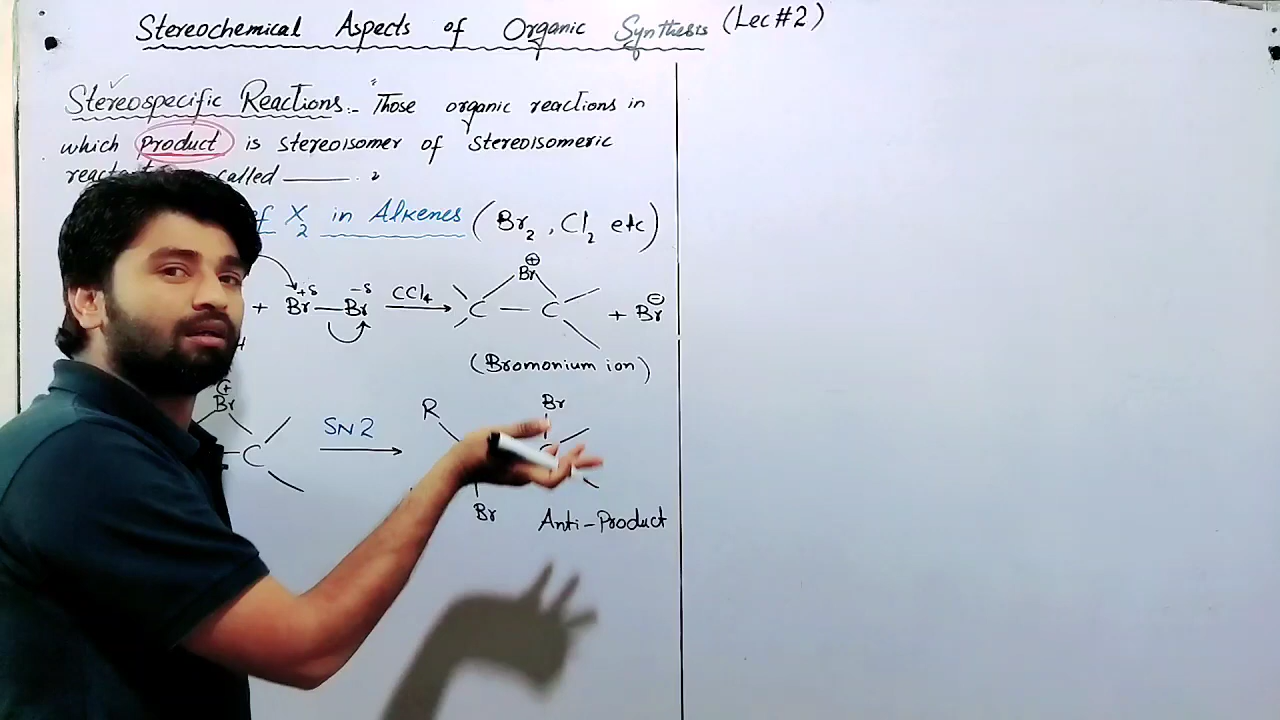 Stereochemical Aspects of Organic Synthesis (Lec#2)
Stereospecific Reactions:- "Those organic reactions in
which product is stereoisomer of stereoisomeric
called
of X2 in Alkenes (Br2, Cl2 etc)
+ Br+δ—Br-δ CCl4 C — C Br⊕ + Br⊖
(Bromonium ion)
⊕ Br C SN2 R Br C
Br Anti-Product